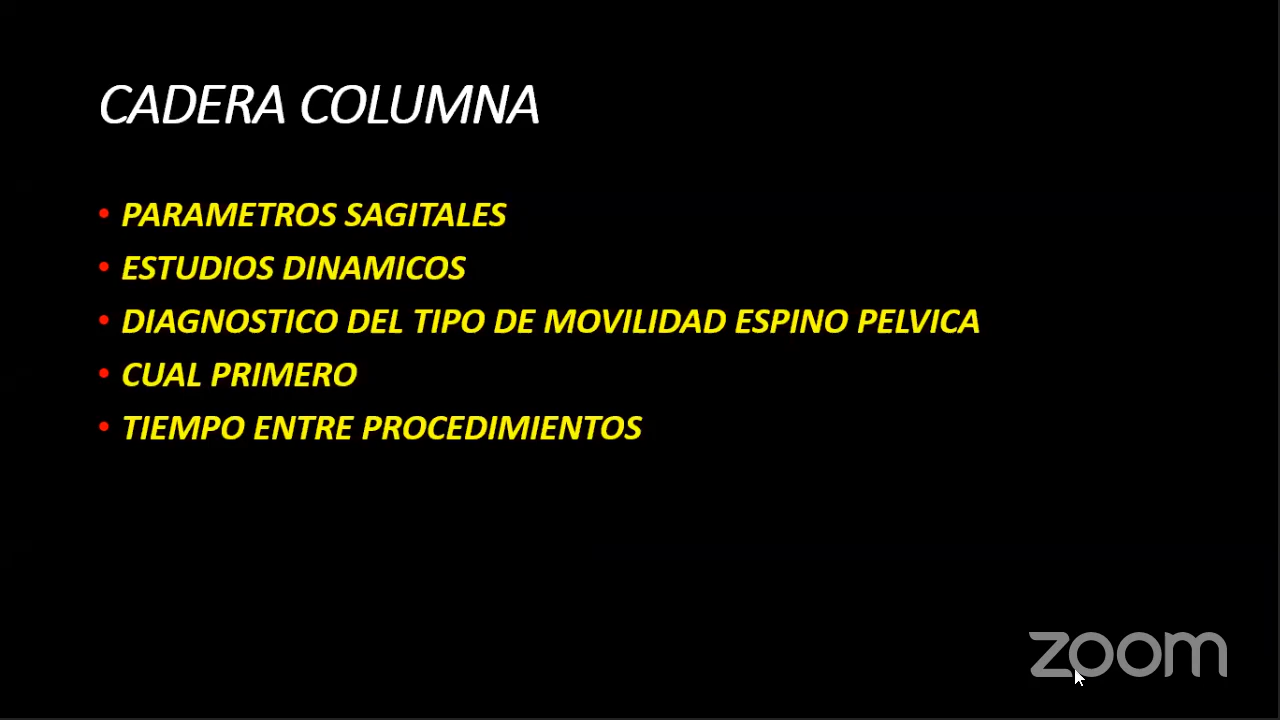 CADERA COLUMNA
• PARAMETROS SAGITALES
• ESTUDIOS DINAMICOS
• DIAGNOSTICO DEL TIPO DE MOVILIDAD ESPINO PELVICA
• CUAL PRIMERO
• TIEMPO ENTRE PROCEDIMIENTOS
zoom